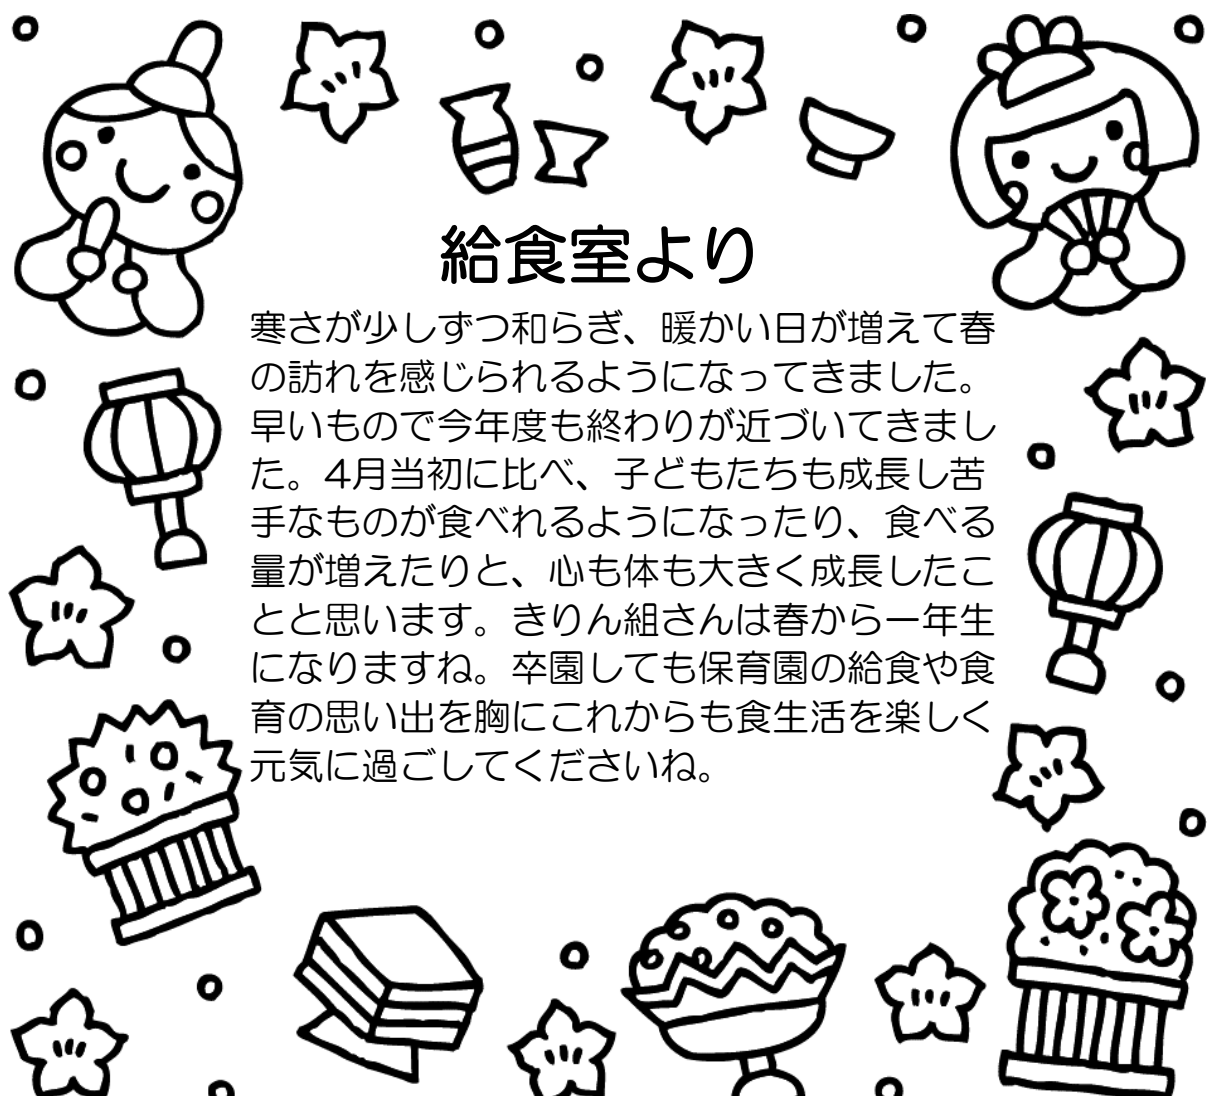 給食室より
寒さが少しずつ和らぎ、暖かい日が増えて春
の訪れを感じられるようになってきました。
早いもので今年度も終わりが近づいてきまし
た。4月当初に比べ、子どもたちも成長し苦
手なものが食べれるようになったり、食べる
量が増えたりと、心も体も大きく成長したこ
とと思います。きりん組さんは春から一年生
になりますね。卒園しても保育園の給食や食
育の思い出を胸にこれからも食生活を楽しく
元気に過ごしてくださいね。